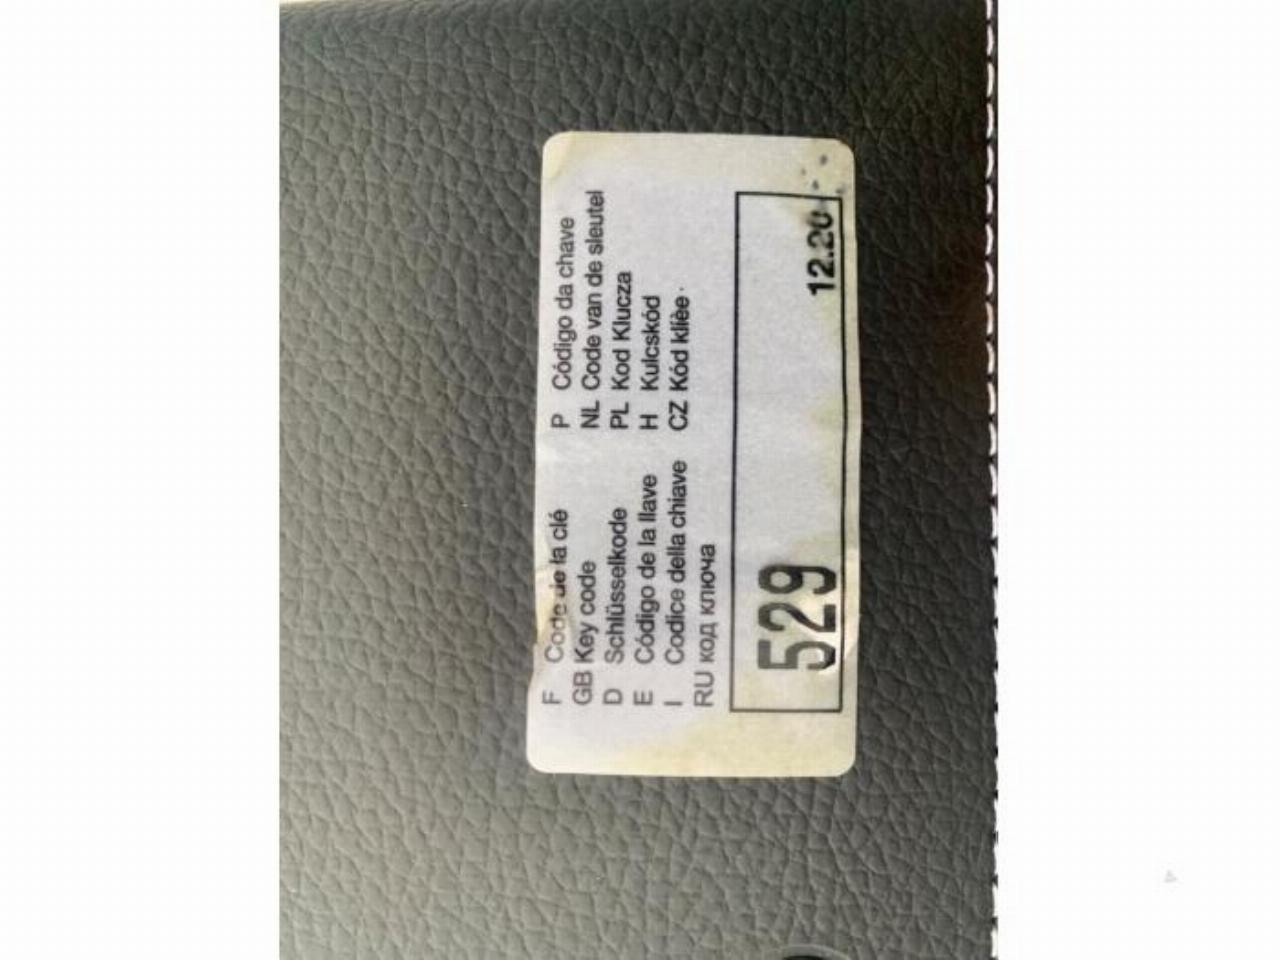 F Code de la clé
GB Key code
D Schlüsselkode
E Código de la llave
I Codice della chiave
RU код ключа
P Código da chave
NL Code van de sleutel
PL Kod Klucza
H Kulcskód
CZ Kód klièe
529
12.20